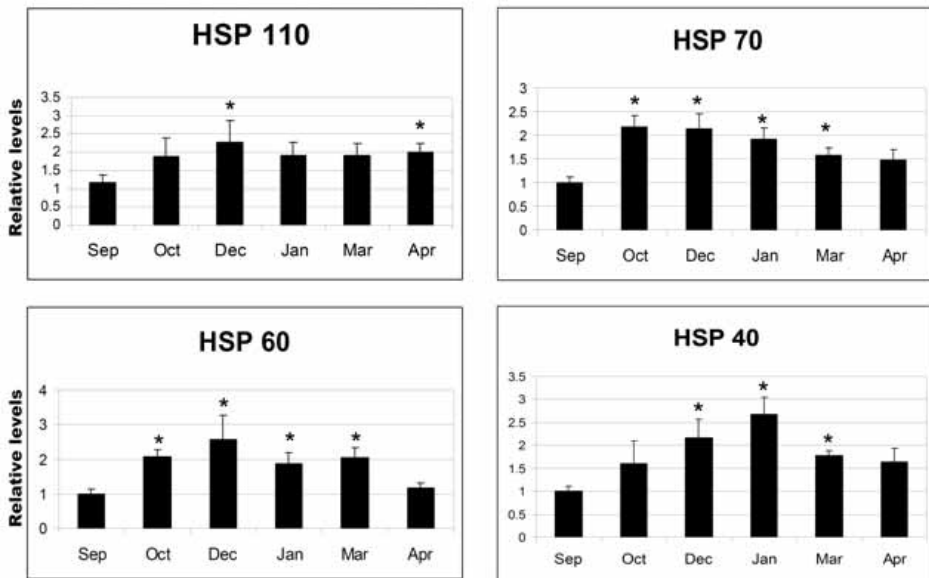 HSP 110
Relative levels
3.5
3
2.5
2
1.5
1
0.5
0
*
*
Sep Oct Dec Jan Mar Apr
HSP 70
3
2.5
2
1.5
1
0.5
0
* * * *
Sep Oct Dec Jan Mar Apr
HSP 60
Relative levels
4
3
2
1
0
* * * *
Sep Oct Dec Jan Mar Apr
HSP 40
3.5
3
2.5
2
1.5
1
0.5
0
* * *
Sep Oct Dec Jan Mar Apr